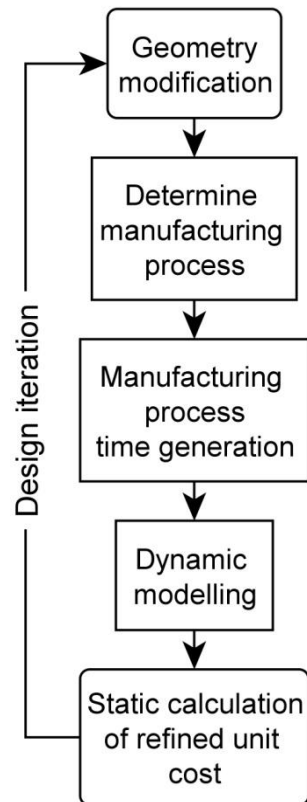 Geometry
modification
Determine
manufacturing
process
Manufacturing
process
time generation
Dynamic
modelling
Static calculation
of refined unit
cost
Design iteration